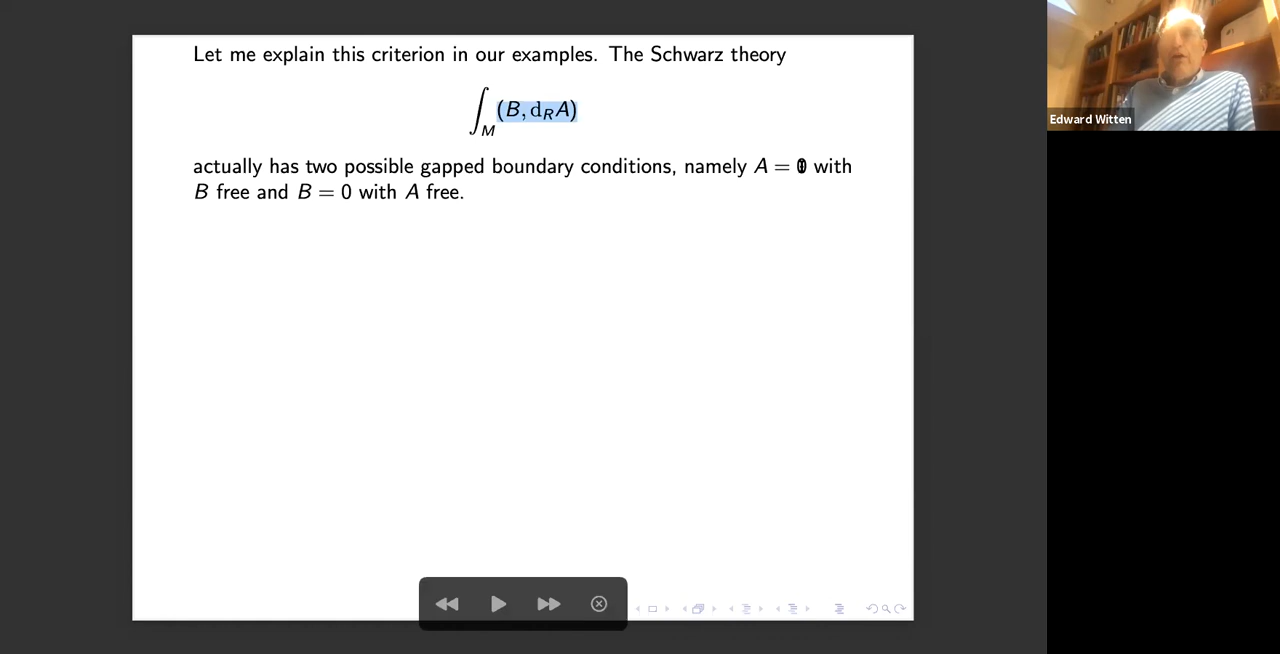 Let me explain this criterion in our examples. The Schwarz theory
∫_M (B, d_R A)
actually has two possible gapped boundary conditions, namely A = 0 with
B free and B = 0 with A free.
Edward Witten